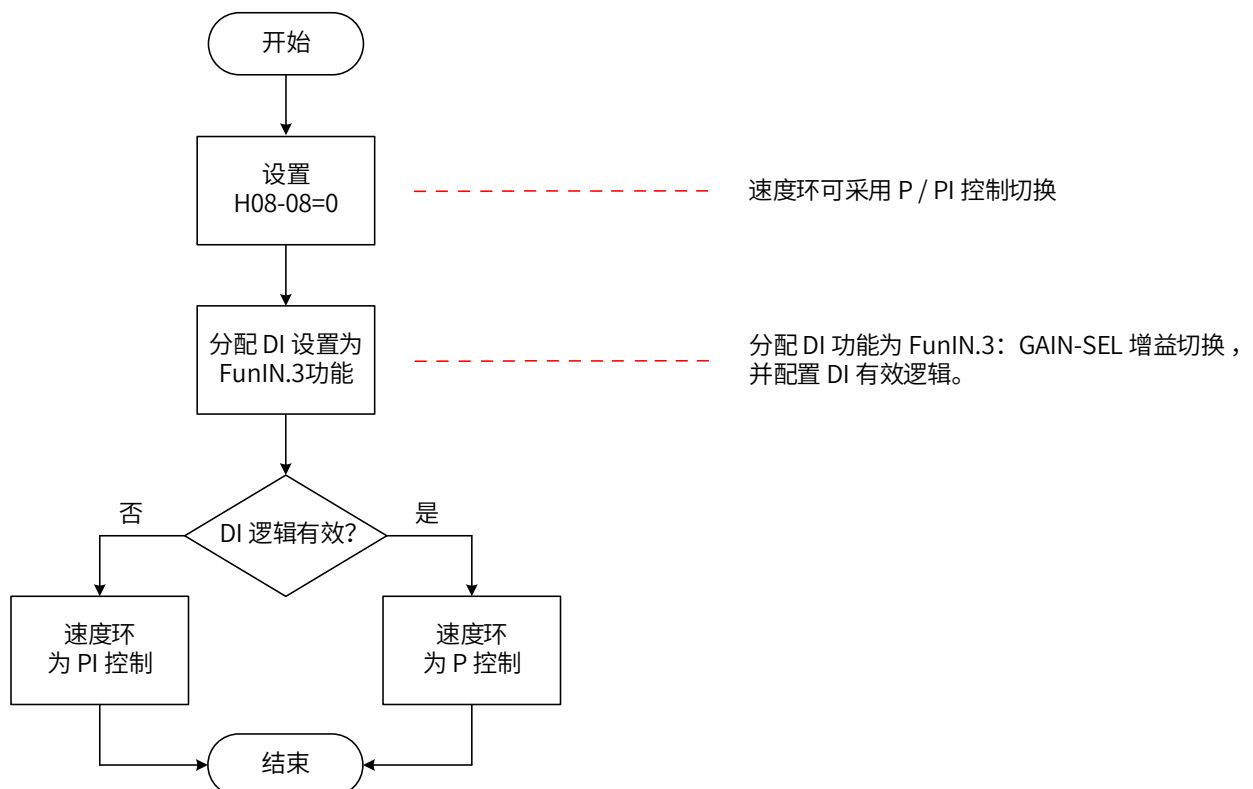 开始
设置
H08-08=0
速度环可采用 P / PI 控制切换
分配 DI 设置为
FunIN.3功能
分配 DI 功能为 FunIN.3：GAIN-SEL 增益切换，
并配置 DI 有效逻辑。
否
是
DI 逻辑有效？
速度环
为 PI 控制
速度环
为 P 控制
结束